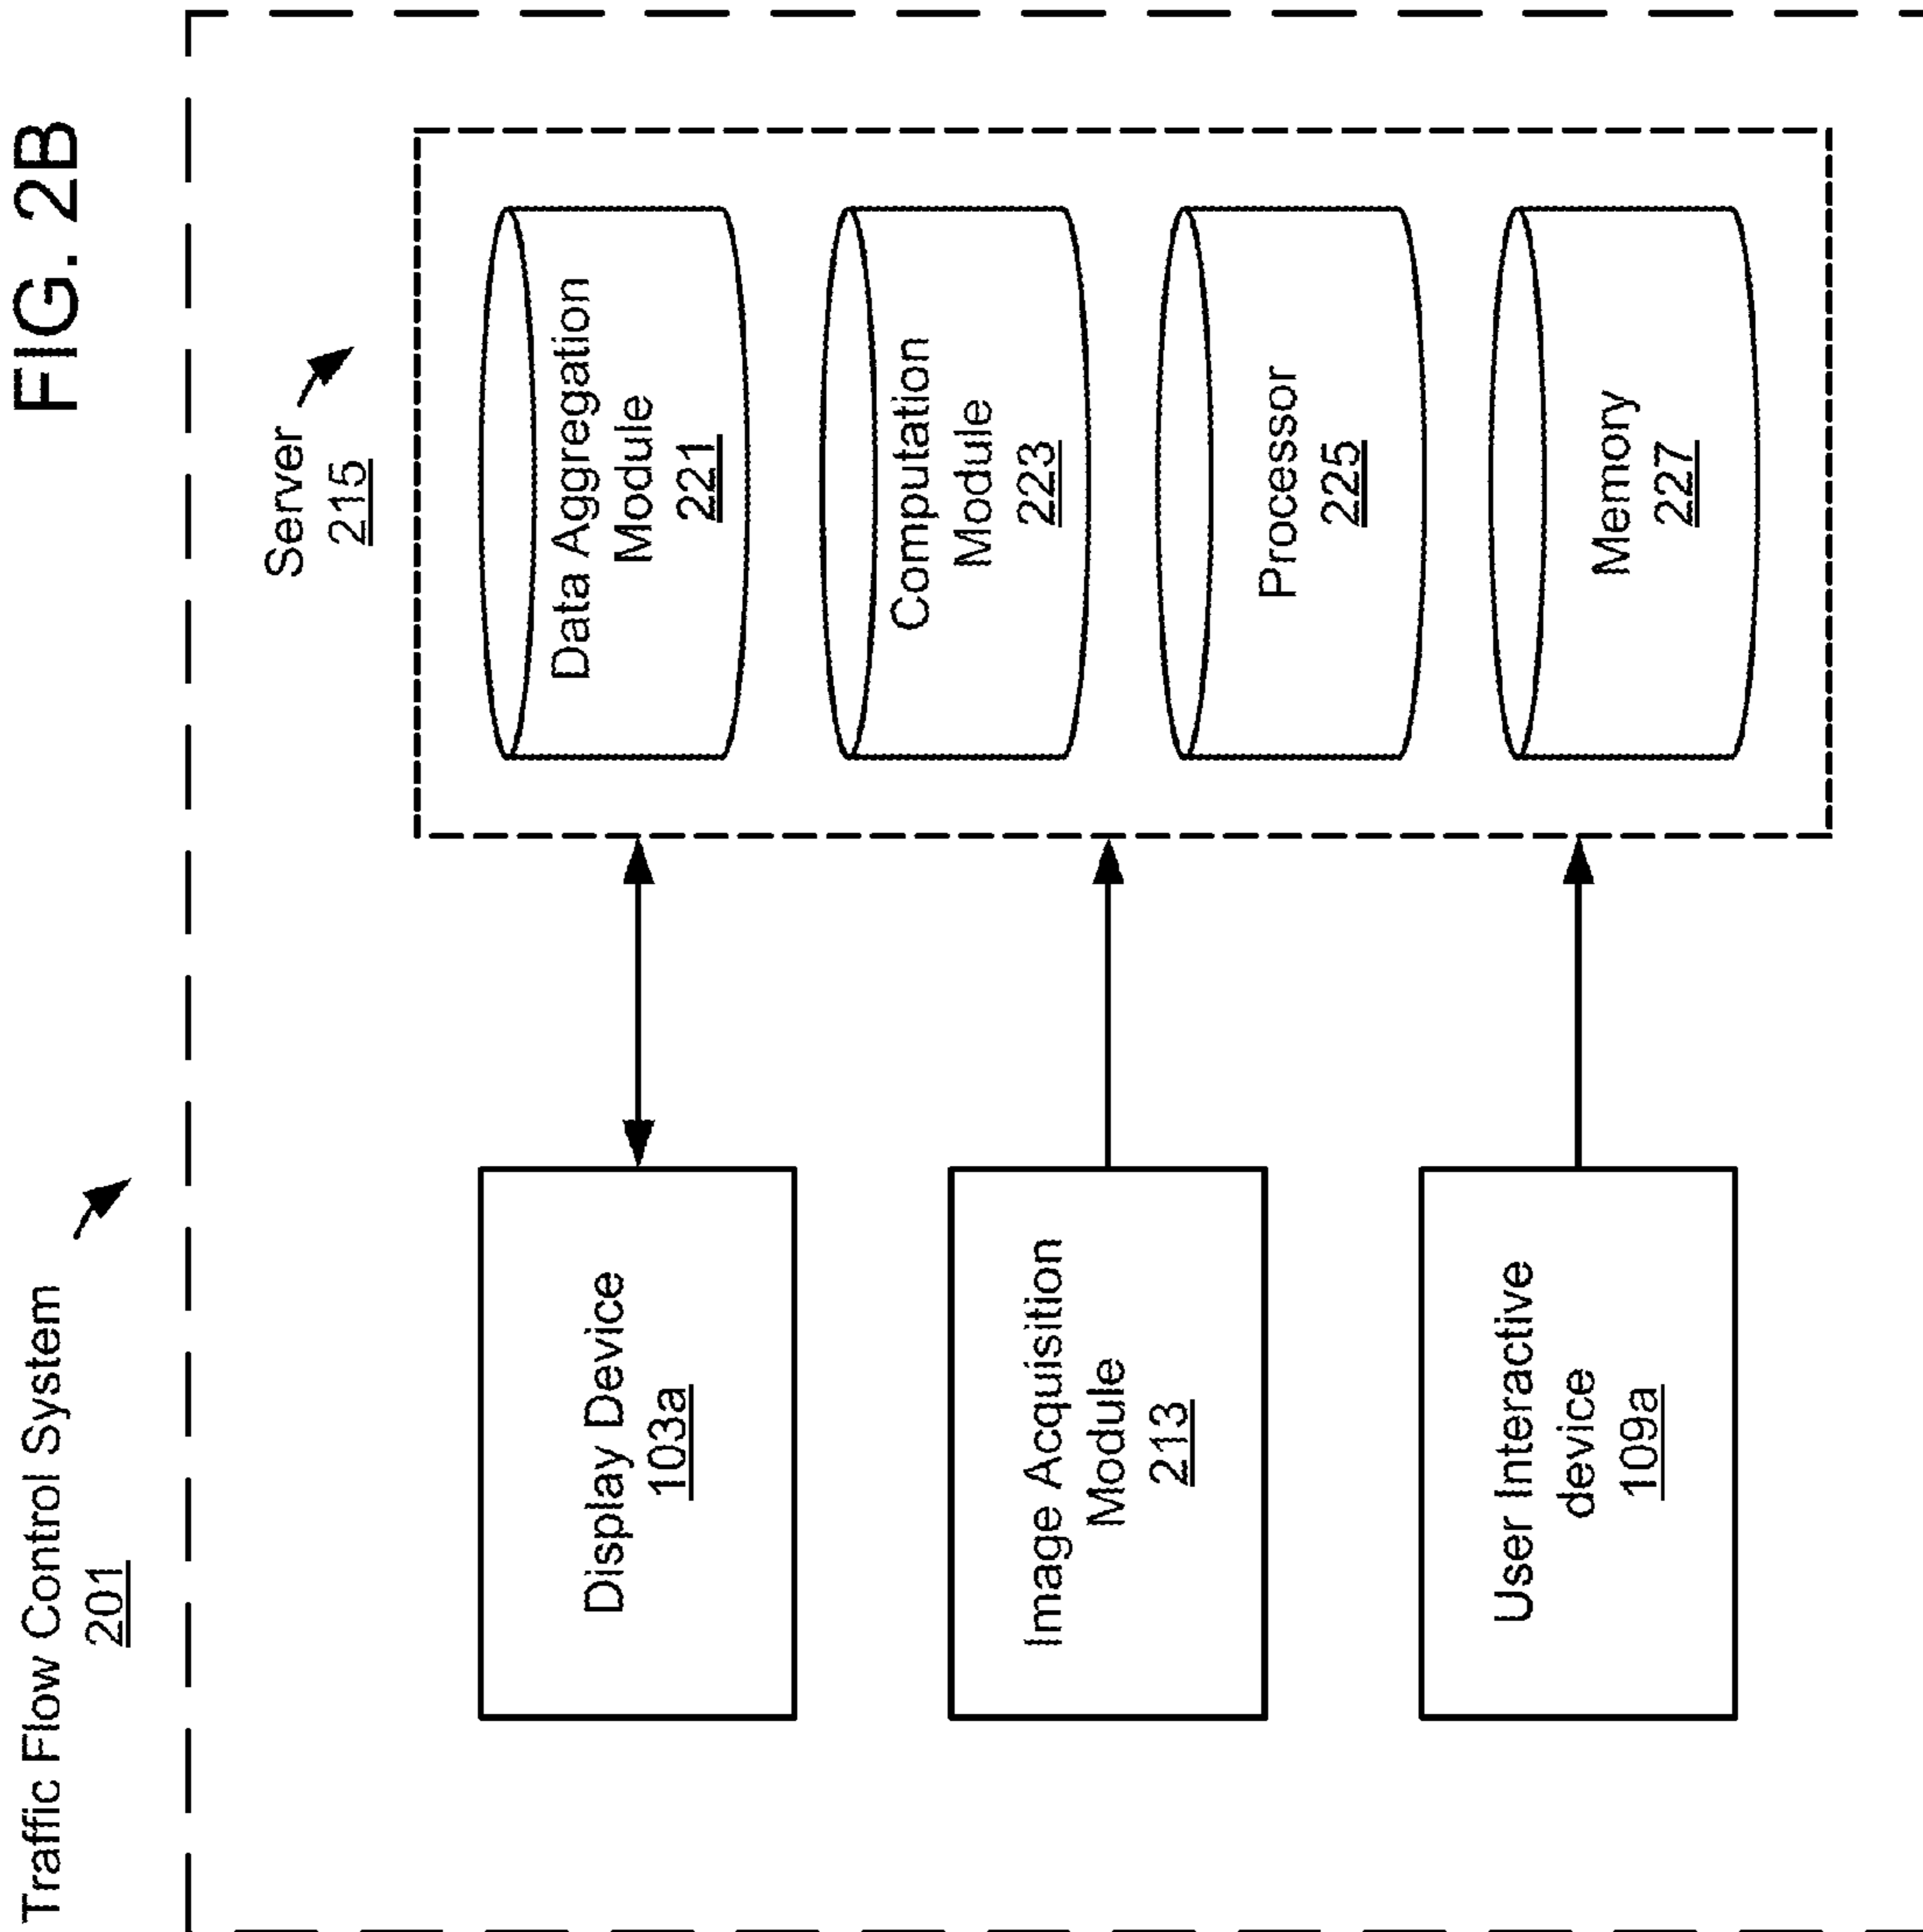 FIG. 2B
Traffic Flow Control System
201
Server
215
Display Device
103a
Image Acquisition
Module
213
User Interactive
device
109a
Data Aggregation
Module
221
Computation
Module
223
Processor
225
Memory
227